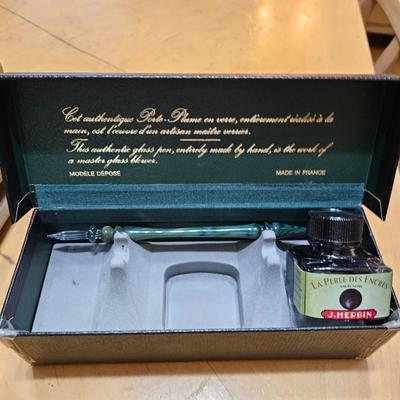 Cet authentique Porte-Plume en verre, entièrement réalisé à la
main, est l'œuvre d'un artisan maître verrier.
This authentic glass pen, entirely made by hand, is the work of
a master glass blower.
MODÈLE DÉPOSÉ
MADE IN FRANCE
LA PERLE DES ENCRES
J. HERBIN